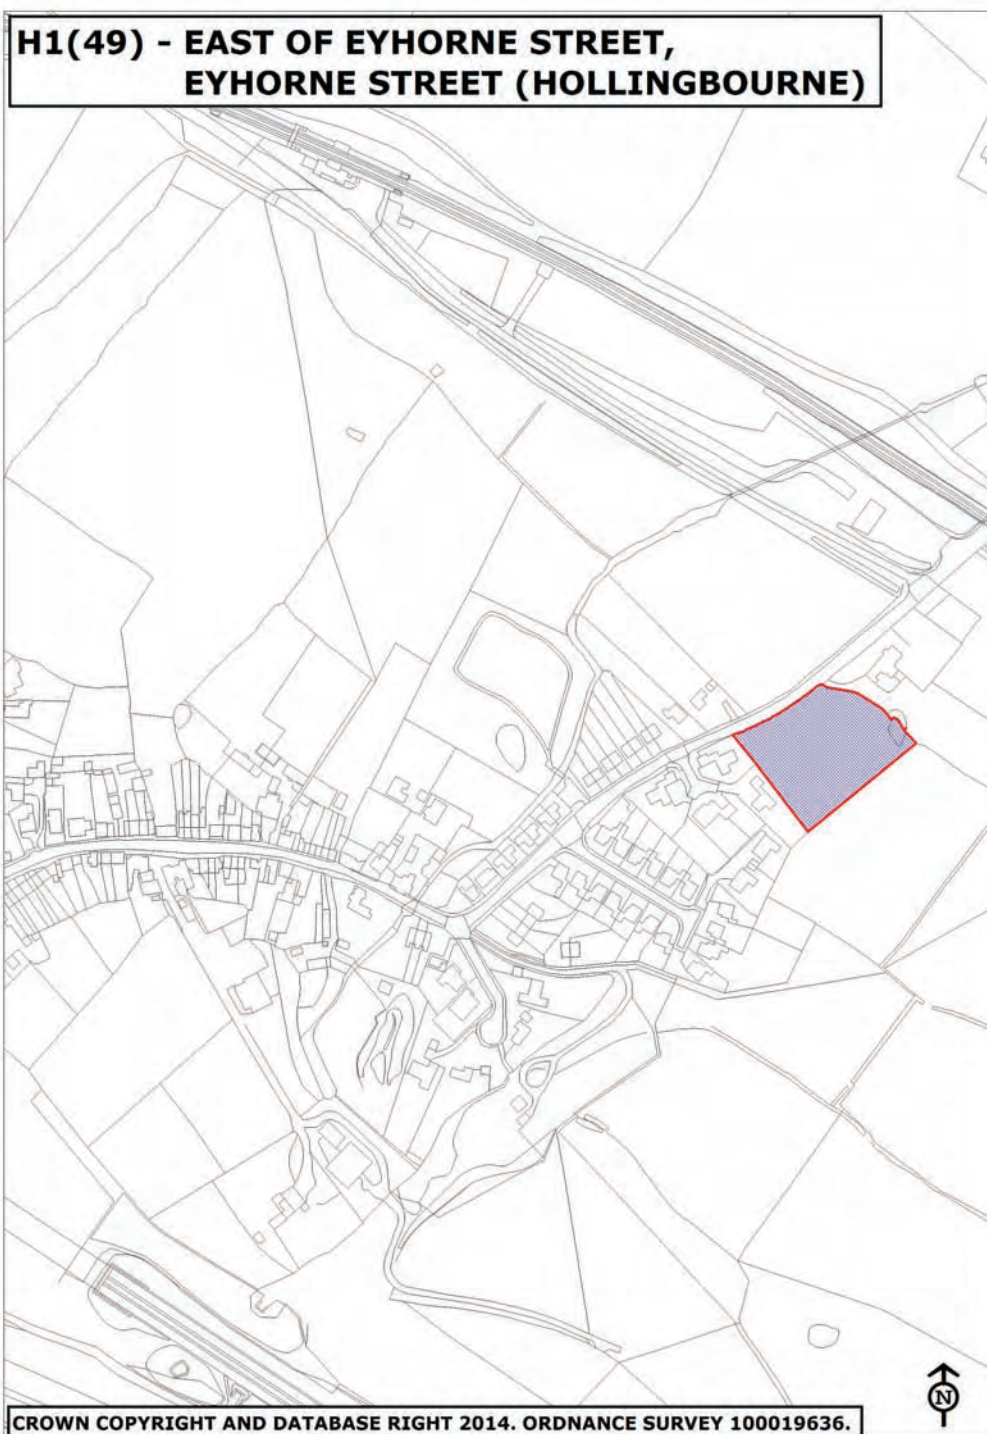 H1(49) - EAST OF EYHORNE STREET,
EYHORNE STREET (HOLLINGBOURNE)
N
CROWN COPYRIGHT AND DATABASE RIGHT 2014. ORDNANCE SURVEY 100019636.